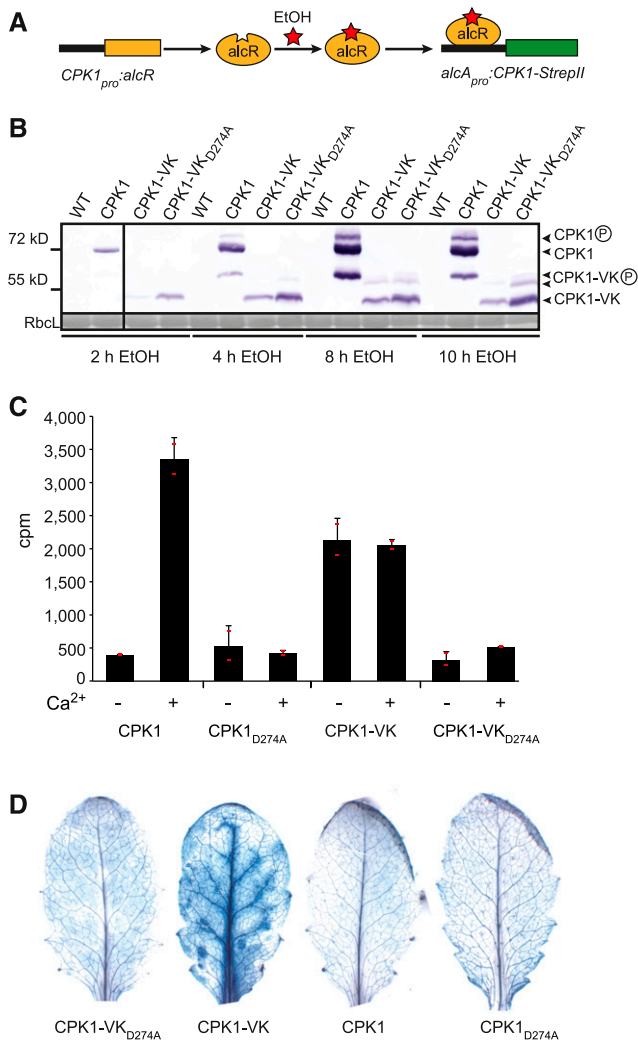 A
EtOH
alcR alcR alcR
CPK1pro:alcR alcApro:CPK1-StrepII
B
WT CPK1 CPK1-VK CPK1-VKD274A WT CPK1 CPK1-VK CPK1-VKD274A WT CPK1 CPK1-VK CPK1-VKD274A WT CPK1 CPK1-VK CPK1-VKD274A
72 kD
CPK1Ⓟ
CPK1
55 kD
CPK1-VKⓅ
CPK1-VK
RbcL
2 h EtOH 4 h EtOH 8 h EtOH 10 h EtOH
C
cpm
4,000
3,500
3,000
2,500
2,000
1,500
1,000
500
0
Ca2+ - + - + - + - +
CPK1 CPK1D274A CPK1-VK CPK1-VKD274A
D
CPK1-VKD274A CPK1-VK CPK1 CPK1D274A